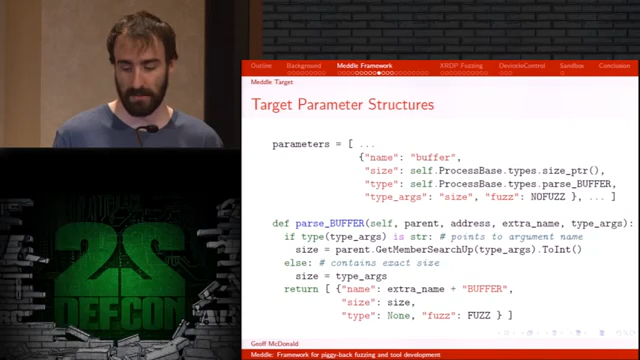 Outline Background Meddle Framework XRDP Fuzzing DeviceIoControl Sandbox Conclusion
Meddle Target
Target Parameter Structures
parameters = [ ...
{"name": "buffer",
"size": self.ProcessBase.types.size_ptr(),
"type": self.ProcessBase.types.parse_BUFFER,
"type_args": "size", "fuzz": NOFUZZ }, ... ]
def parse_BUFFER(self, parent, address, extra_name, type_args):
if type(type_args) is str: # points to argument name
size = parent.GetMemberSearchUp(type_args).ToInt()
else: # contains exact size
size = type_args
return [ {"name": extra_name + "BUFFER",
"size": size,
"type": None, "fuzz": FUZZ } ]
Geoff McDonald
Meddle: Framework for piggy-back fuzzing and tool development
22
DEFCON